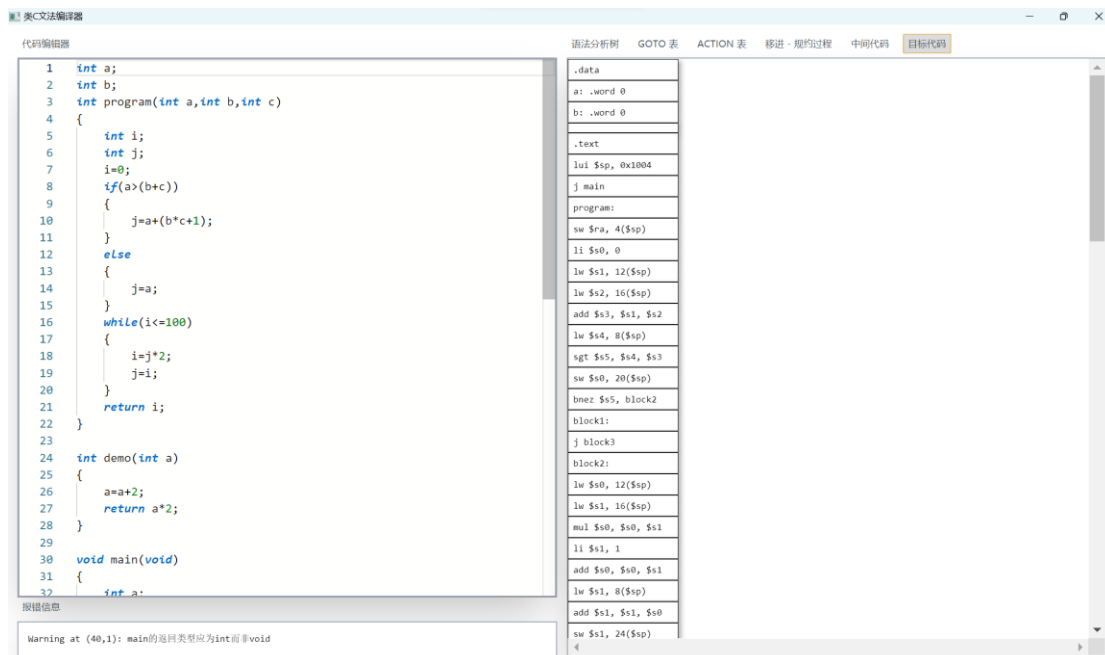 类C文法编译器
代码编辑器
1 int a;
2 int b;
3 int program(int a,int b,int c)
4 {
5 int i;
6 int j;
7 i=0;
8 if(a>(b+c))
9 {
10 j=a+(b*c+1);
11 }
12 else
13 {
14 j=a;
15 }
16 while(i<=100)
17 {
18 i=j*2;
19 j=i;
20 }
21 return i;
22 }
23
24 int demo(int a)
25 {
26 a=a+2;
27 return a*2;
28 }
29
30 void main(void)
31 {
32 int a;
报错信息
Warning at (40,1): main的返回类型应为int而非void
语法分析树 GOTO 表 ACTION 表 移进 - 规约过程 中间代码 目标代码
.data
a: .word 0
b: .word 0
.text
lui $sp, 0x1004
j main
program:
sw $ra, 4($sp)
li $s0, 0
lw $s1, 12($sp)
lw $s2, 16($sp)
add $s3, $s1, $s2
lw $s4, 8($sp)
sgt $s5, $s4, $s3
sw $s0, 20($sp)
bnez $s5, block2
block1:
j block3
block2:
lw $s0, 12($sp)
lw $s1, 16($sp)
mul $s0, $s0, $s1
li $s1, 1
add $s0, $s0, $s1
lw $s1, 8($sp)
add $s1, $s1, $s0
sw $s1, 24($sp)